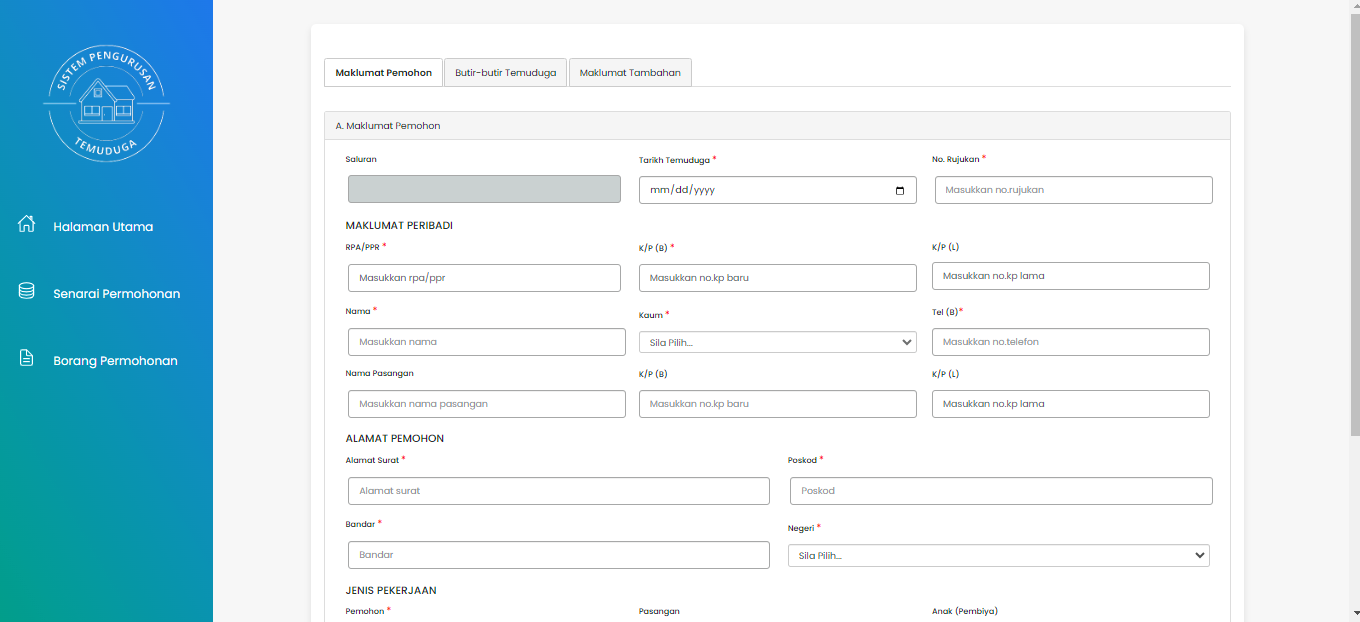 SISTEM PENGURUSAN
TEMUDUGA
Halaman Utama
Senarai Permohonan
Borang Permohonan
Maklumat Pemohon Butir-butir Temuduga Maklumat Tambahan
A. Maklumat Pemohon
Saluran Tarikh Temuduga * No. Rujukan *
mm/dd/yyyy Masukkan no.rujukan
MAKLUMAT PERIBADI
RPA/PPR * K/P (B) * K/P (L)
Masukkan rpa/ppr Masukkan no.kp baru Masukkan no.kp lama
Nama * Kaum * Tel (B)*
Masukkan nama Sila Pilih... Masukkan no.telefon
Nama Pasangan K/P (B) K/P (L)
Masukkan nama pasangan Masukkan no.kp baru Masukkan no.kp lama
ALAMAT PEMOHON
Alamat Surat * Poskod *
Alamat surat Poskod
Bandar * Negeri *
Bandar Sila Pilih...
JENIS PEKERJAAN
Pemohon * Pasangan Anak (Pembiya)